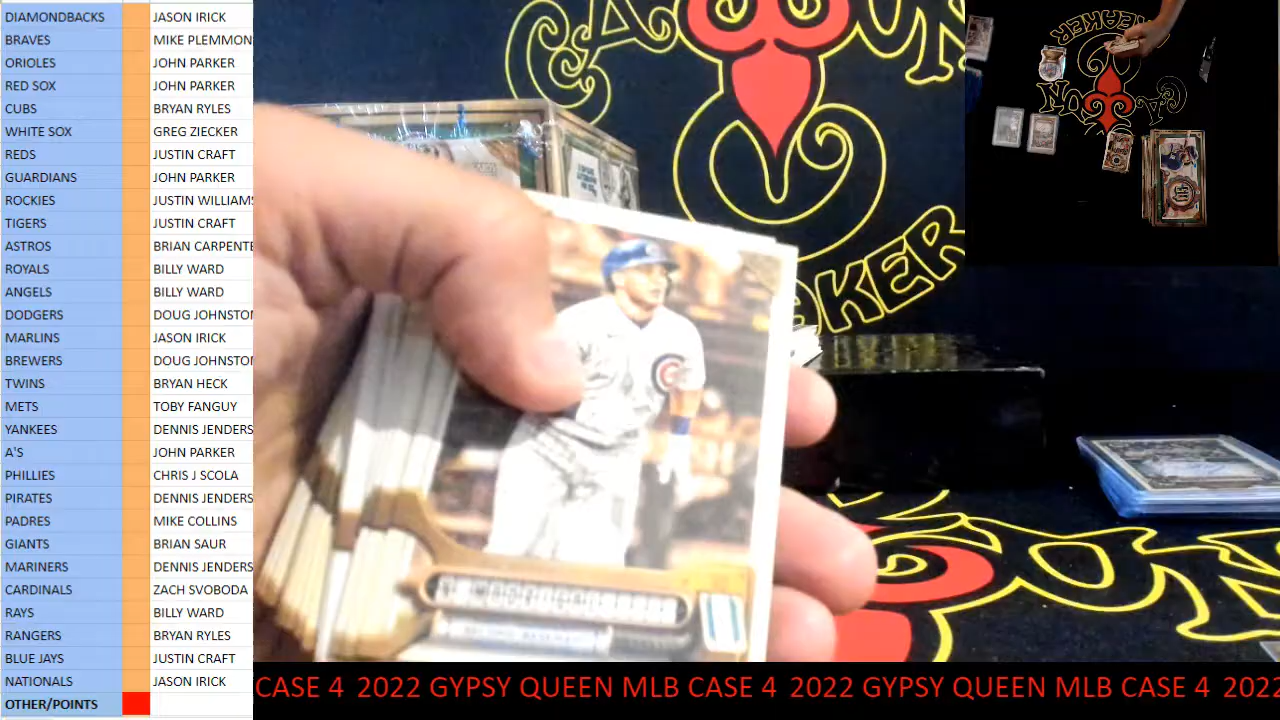 DIAMONDBACKS JASON IRICK
BRAVES MIKE PLEMMON
ORIOLES JOHN PARKER
RED SOX JOHN PARKER
CUBS BRYAN RYLES
WHITE SOX GREG ZIECKER
REDS JUSTIN CRAFT
GUARDIANS JOHN PARKER
ROCKIES JUSTIN WILLIAMS
TIGERS JUSTIN CRAFT
ASTROS BRIAN CARPENTE
ROYALS BILLY WARD
ANGELS BILLY WARD
DODGERS DOUG JOHNSTON
MARLINS JASON IRICK
BREWERS DOUG JOHNSTON
TWINS BRYAN HECK
METS TOBY FANGUY
YANKEES DENNIS JENDERS
A'S JOHN PARKER
PHILLIES CHRIS J SCOLA
PIRATES DENNIS JENDERS
PADRES MIKE COLLINS
GIANTS BRIAN SAUR
MARINERS DENNIS JENDERS
CARDINALS ZACH SVOBODA
RAYS BILLY WARD
RANGERS BRYAN RYLES
BLUE JAYS JUSTIN CRAFT
NATIONALS JASON IRICK
OTHER/POINTS
CASE 4 2022 GYPSY QUEEN MLB CASE 4 2022 GYPSY QUEEN MLB CASE 4 2022